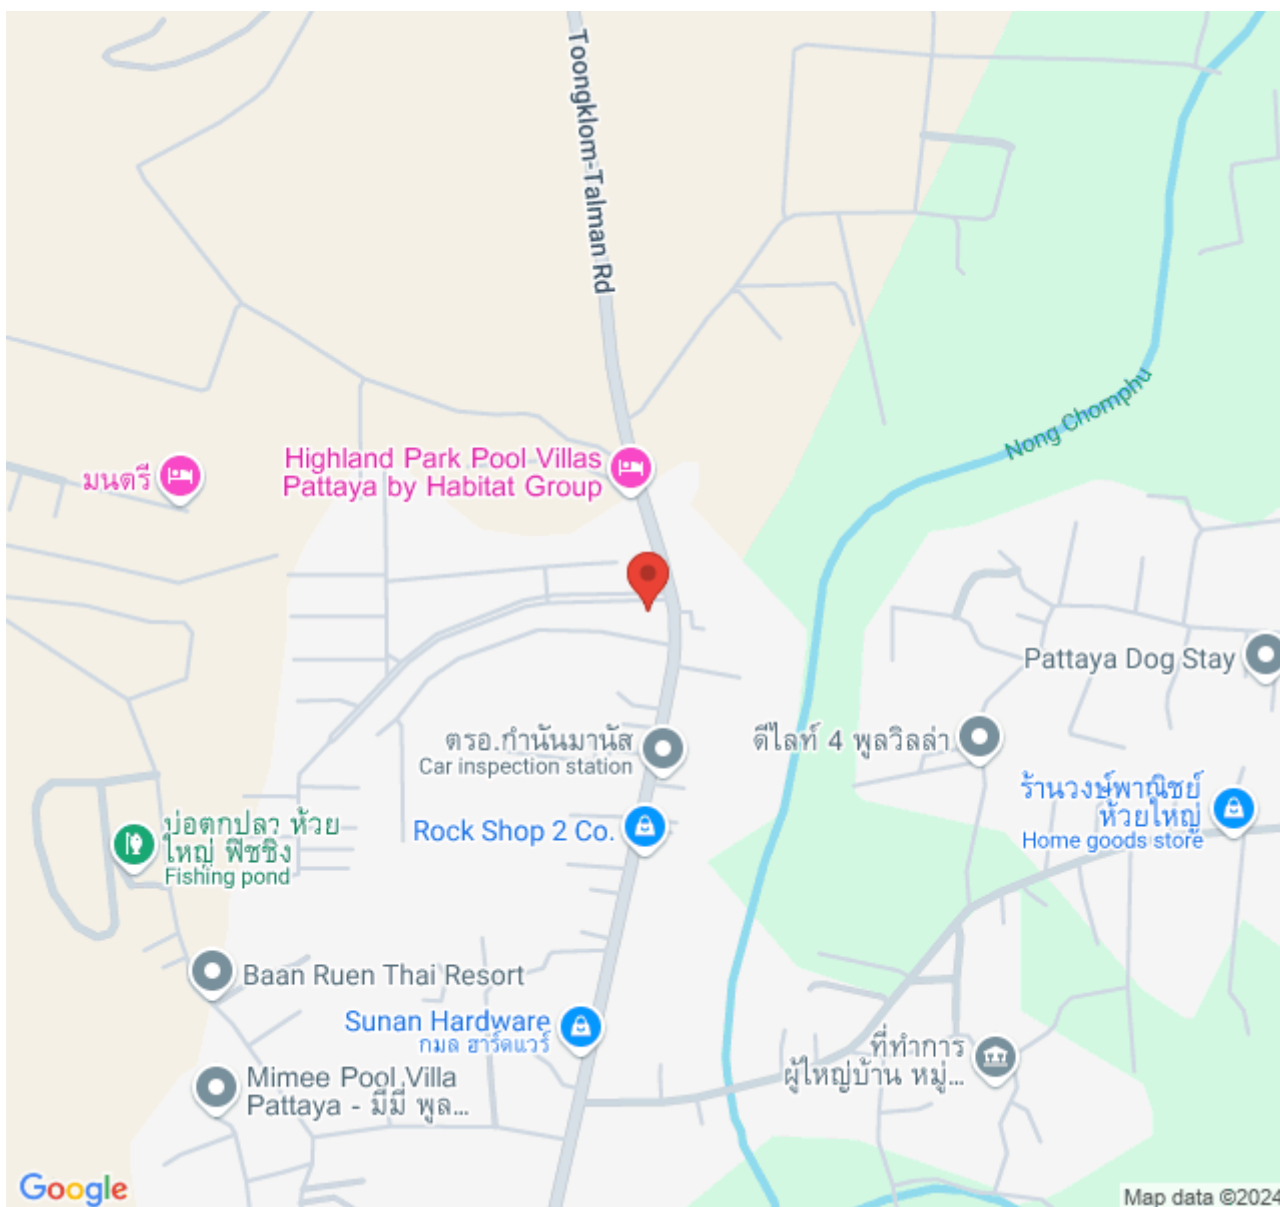 Toongklom-Talman Rd
Nong Chomphu
Highland Park Pool Villas
Pattaya by Habitat Group
มนตรี
Pattaya Dog Stay
ตรอ.กำนันมานัส
Car inspection station
ดีไลท์ 4 พูลวิลล่า
ร้านวงษ์พาณิชย์
ห้วยใหญ่
Home goods store
Rock Shop 2 Co.
บ่อตกปลา ห้วย
ใหญ่ ฟิชชิง
Fishing pond
Baan Ruen Thai Resort
Sunan Hardware
กมล ฮาร์ดแวร์
ที่ทำการ
ผู้ใหญ่บ้าน หมู่...
Mimee Pool Villa
Pattaya - มีมี่ พูล...
Google
Map data ©2024